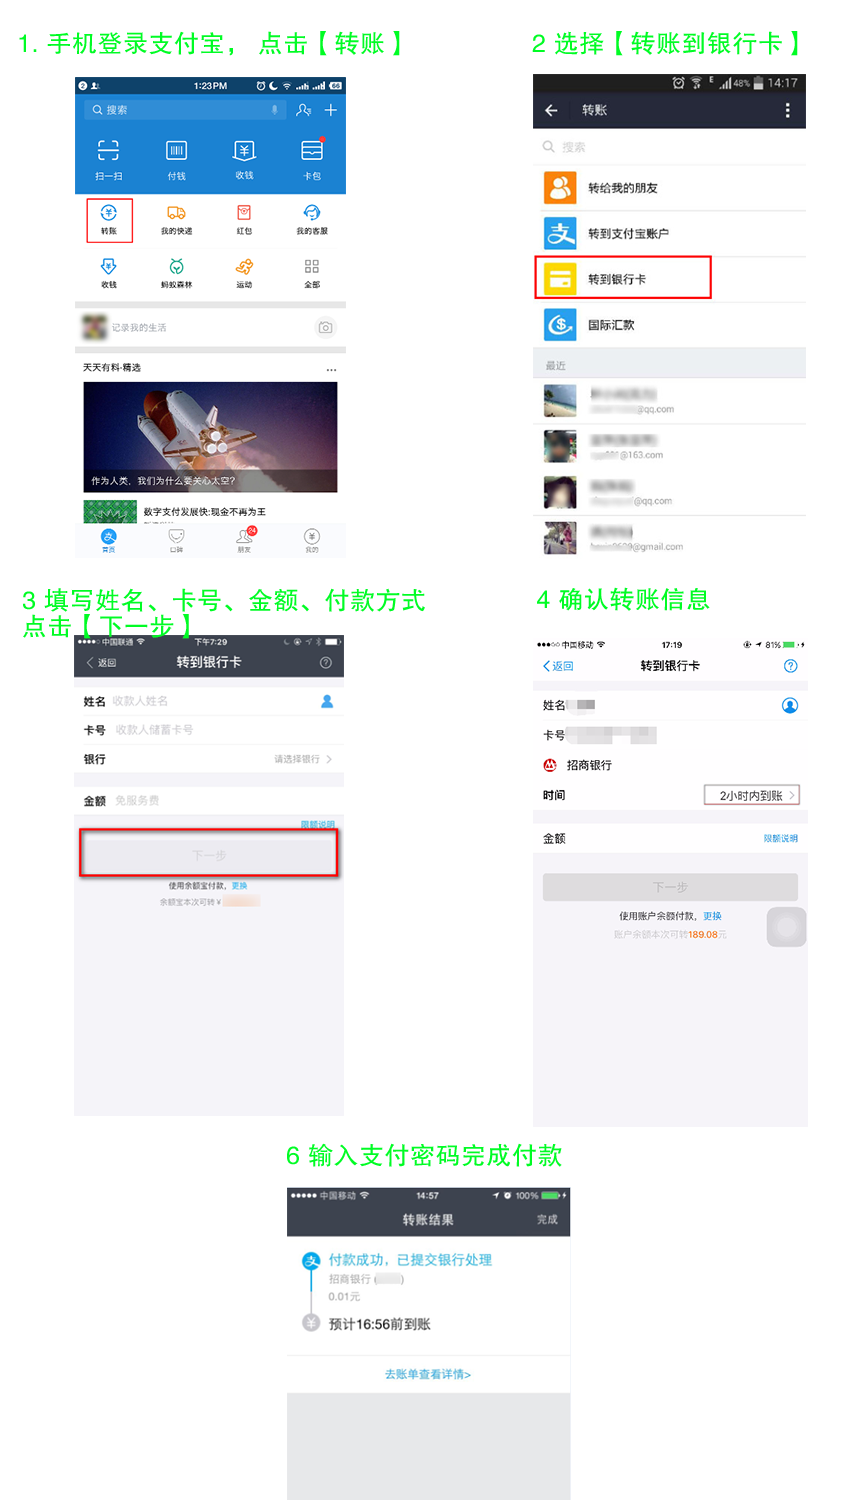 1. 手机登录支付宝， 点击【 转账 】
2 选择【 转账到银行卡 】
2
1:23PM
66
搜索
扫一扫
付钱
收钱
卡包
转账
我的快递
红包
我的客服
收钱
蚂蚁森林
运动
全部
记录我的生活
天天有料·精选
作为人类，我们为什么要关心太空？
数字支付发展快:现金不再为王
首页
口碑
24
朋友
我的
E
48%
14:17
转账
搜索
转给我的朋友
转到支付宝账户
转到银行卡
国际汇款
最近
@qq.com
@163.com
@qq.com
@gmail.com
3 填写姓名、卡号、金额、付款方式
点击【 下一步 】
中国联通
下午7:29
返回
转到银行卡
姓名 收款人姓名
卡号 收款人储蓄卡号
银行 请选择银行
金额 免服务费
限额说明
下一步
使用余额宝付款，更换
余额宝本次可转￥
4 确认转账信息
中国移动
17:19
81%
返回
转到银行卡
姓名
卡号
招商银行
时间 2小时内到账
金额 限额说明
下一步
使用账户余额付款，更换
账户余额本次可转189.08元
6 输入支付密码完成付款
中国移动
14:57
100%
转账结果
完成
付款成功，已提交银行处理
招商银行 ( )
0.01元
预计16:56前到账
去账单查看详情>